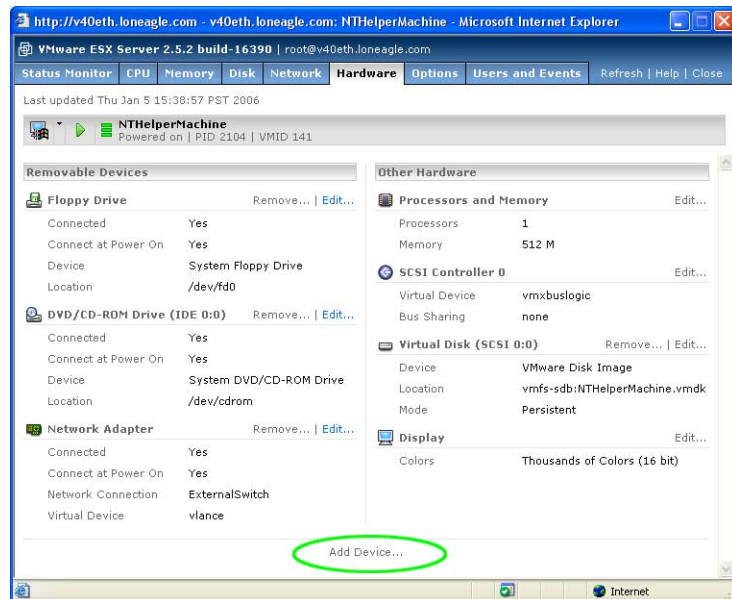 http://v40eth.loneagle.com - v40eth.loneagle.com: NTHelperMachine - Microsoft Internet Explorer
VMware ESX Server 2.5.2 build-16390 | root@v40eth.loneagle.com
Status Monitor CPU Memory Disk Network Hardware Options Users and Events Refresh | Help | Close
Last updated Thu Jan 5 15:38:57 PST 2006
NTHelperMachine
Powered on | PID 2104 | VMID 141
Removable Devices
Floppy Drive Remove... | Edit...
Connected Yes
Connect at Power On Yes
Device System Floppy Drive
Location /dev/fd0
DVD/CD-ROM Drive (IDE 0:0) Remove... | Edit...
Connected Yes
Connect at Power On Yes
Device System DVD/CD-ROM Drive
Location /dev/cdrom
Network Adapter Remove... | Edit...
Connected Yes
Connect at Power On Yes
Network Connection ExternalSwitch
Virtual Device vlance
Other Hardware
Processors and Memory Edit...
Processors 1
Memory 512 M
SCSI Controller 0 Edit...
Virtual Device vmxbuslogic
Bus Sharing none
Virtual Disk (SCSI 0:0) Remove... | Edit...
Device VMware Disk Image
Location vmfs-sdb:NTHelperMachine.vmdk
Mode Persistent
Display Edit...
Colors Thousands of Colors (16 bit)
Add Device...
Internet